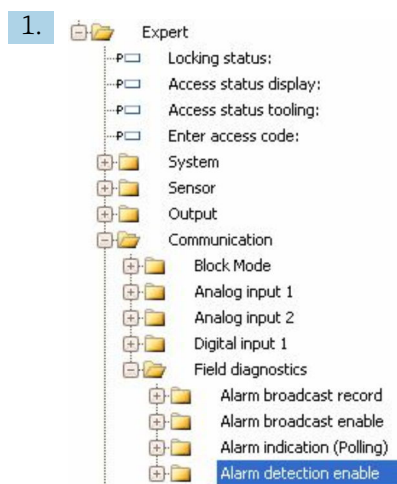 1.
Expert
Locking status:
Access status display:
Access status tooling:
Enter access code:
System
Sensor
Output
Communication
Block Mode
Analog input 1
Analog input 2
Digital input 1
Field diagnostics
Alarm broadcast record
Alarm broadcast enable
Alarm indication (Polling)
Alarm detection enable